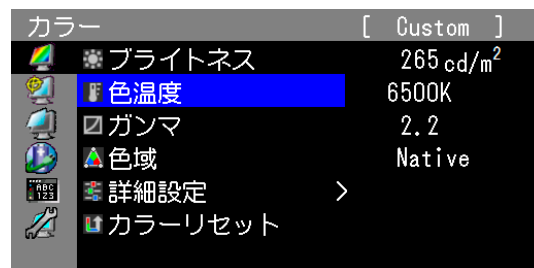 カラー [ Custom ]
ブライトネス 265 cd/m²
色温度 6500K
ガンマ 2.2
色域 Native
ABC 123 詳細設定 >
カラーリセット